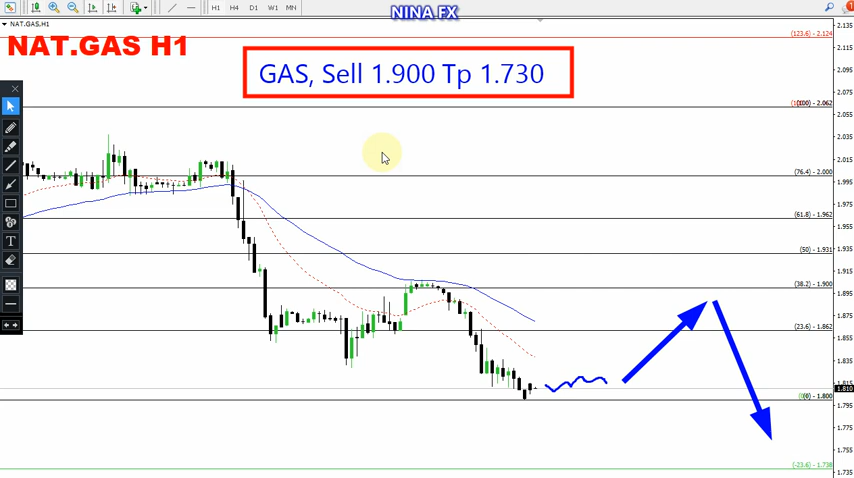 H1 H4 D1 W1 MN
NINA FX
NAT.GAS.H1
NAT.GAS H1
GAS, Sell 1.900 Tp 1.730
(123.6) - 2.124
(100) - 2.062
(76.4) - 2.000
(61.8) - 1.962
(50) - 1.931
(38.2) - 1.900
(23.6) - 1.862
(0) - 1.800
(-23.6) - 1.738
2.135
2.115
2.095
2.075
2.055
2.035
2.015
1.995
1.975
1.955
1.935
1.915
1.895
1.875
1.855
1.835
1.815
1.810
1.795
1.775
1.755
1.735
T